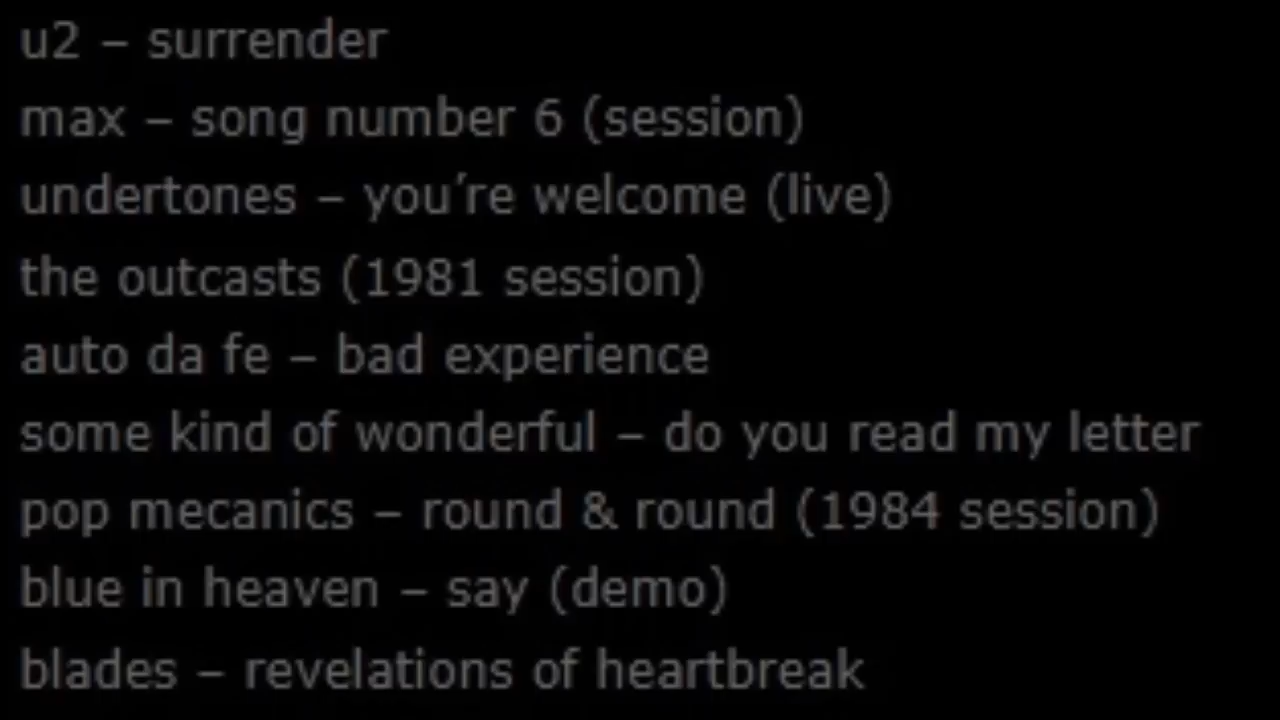 u2 – surrender
max – song number 6 (session)
undertones – you’re welcome (live)
the outcasts (1981 session)
auto da fe – bad experience
some kind of wonderful – do you read my letter
pop mecanics – round & round (1984 session)
blue in heaven – say (demo)
blades – revelations of heartbreak